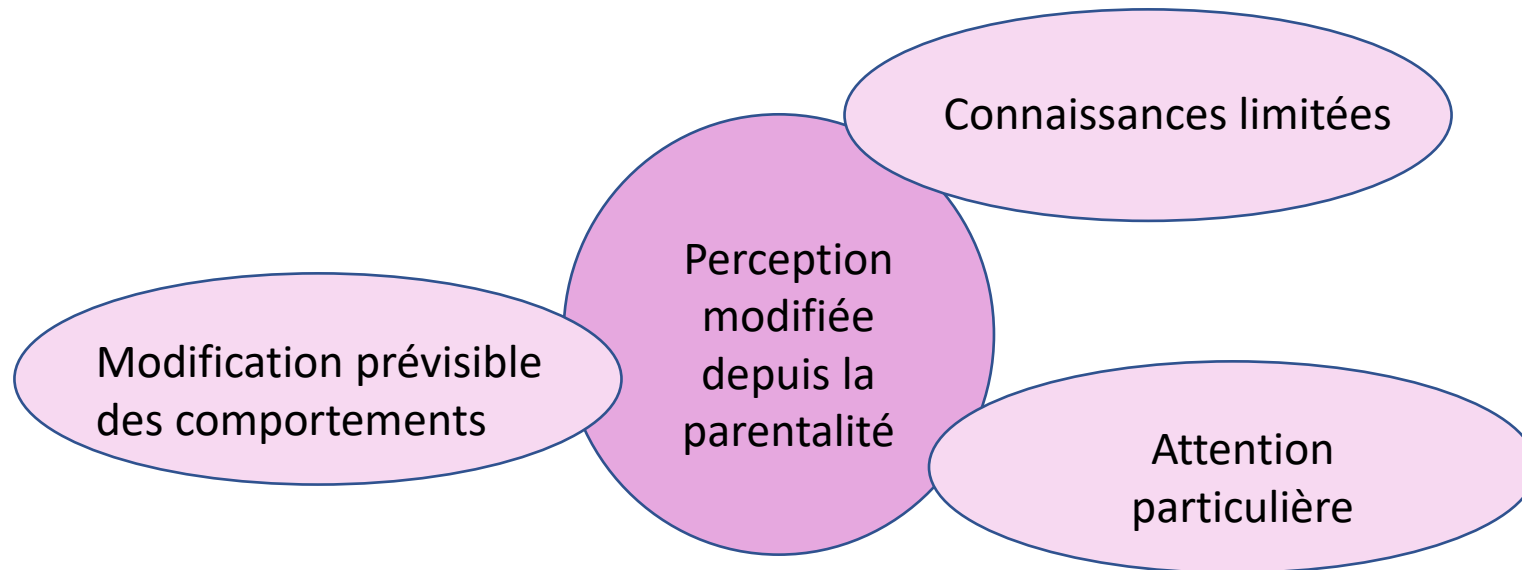 Connaissances limitées
Perception
modifiée
depuis la
parentalité
Modification prévisible
des comportements
Attention
particulière